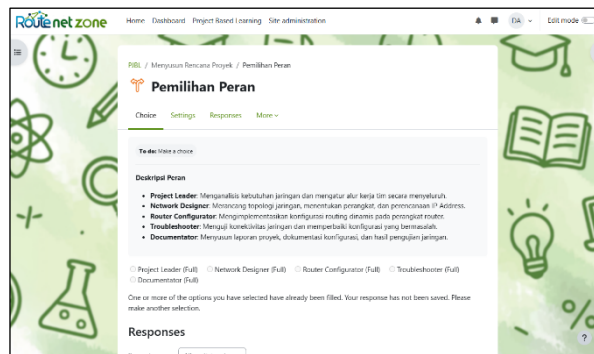 Route net zone
Home Dashboard Project Based Learning Site administration
DA
Edit mode
PJBL / Menyusun Rencana Proyek / Pemilihan Peran
Pemilihan Peran
Choice Settings Responses More
To do: Make a choice
Deskripsi Peran
Project Leader: Menganalisis kebutuhan jaringan dan mengatur alur kerja tim secara menyeluruh.
Network Designer: Merancang topologi jaringan, menentukan perangkat, dan perencanaan IP Address.
Router Configurator: Mengimplementasikan konfigurasi routing dinamis pada perangkat router.
Troubleshooter: Menguji konektivitas jaringan dan memperbaiki konfigurasi yang bermasalah.
Documentator: Menyusun laporan proyek, dokumentasi konfigurasi, dan hasil pengujian jaringan.
Project Leader (Full) Network Designer (Full) Router Configurator (Full) Troubleshooter (Full)
Documentator (Full)
One or more of the options you have selected have already been filled. Your response has not been saved. Please
make another selection.
Responses
?